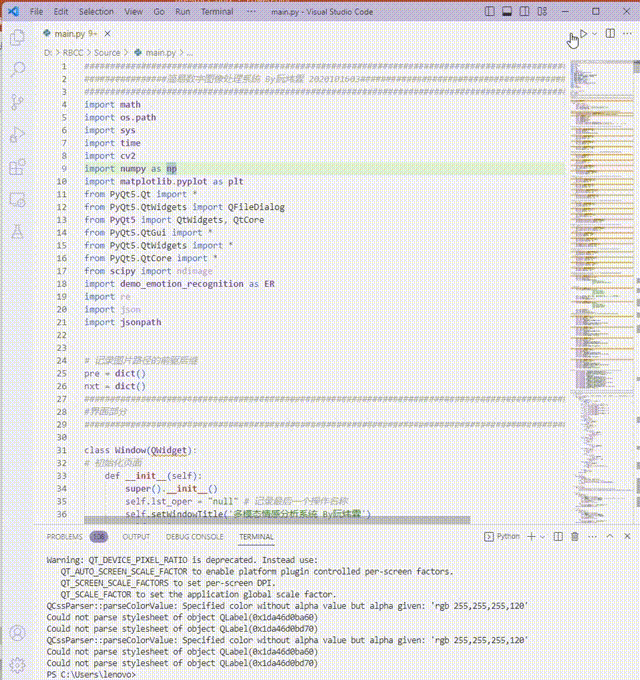 File Edit Selection View Go Run Terminal ... main.py - Visual Studio Code
main.py 9+
D: > RBCC > Source > main.py > ...
1 ################################################################################
2 ################简易数字图像处理系统 By阮炜霖 2020101603########################################
3 ################################################################################
4 import math
5 import os.path
6 import sys
7 import time
8 import cv2
9 import numpy as np
10 import matplotlib.pyplot as plt
11 from PyQt5.Qt import *
12 from PyQt5.QtWidgets import QFileDialog
13 from PyQt5 import QtWidgets, QtCore
14 from PyQt5.QtGui import *
15 from PyQt5.QtWidgets import *
16 from PyQt5.QtCore import *
17 from scipy import ndimage
18 import demo_emotion_recognition as ER
19 import re
20 import json
21 import jsonpath
22
23
24 # 记录图片路径的前驱后继
25 pre = dict()
26 nxt = dict()
27 ################################################################################
28 #界面部分
29 ################################################################################
30
31 class Window(QWidget):
32 # 初始化页面
33 def __init__(self):
34 super().__init__()
35 self.lst_oper = "null" # 记录最后一个操作名称
36 self.setWindowTitle('多模态情感分析系统 By阮炜霖')
PROBLEMS 108 OUTPUT DEBUG CONSOLE TERMINAL Python
Warning: QT_DEVICE_PIXEL_RATIO is deprecated. Instead use:
QT_AUTO_SCREEN_SCALE_FACTOR to enable platform plugin controlled per-screen factors.
QT_SCREEN_SCALE_FACTORS to set per-screen DPI.
QT_SCALE_FACTOR to set the application global scale factor.
QCssParser::parseColorValue: Specified color without alpha value but alpha given: 'rgb 255,255,255,120'
Could not parse stylesheet of object QLabel(0x1da46d0ba60)
Could not parse stylesheet of object QLabel(0x1da46d0bd70)
QCssParser::parseColorValue: Specified color without alpha value but alpha given: 'rgb 255,255,255,120'
Could not parse stylesheet of object QLabel(0x1da46d0ba60)
Could not parse stylesheet of object QLabel(0x1da46d0bd70)
PS C:\Users\lenovo>